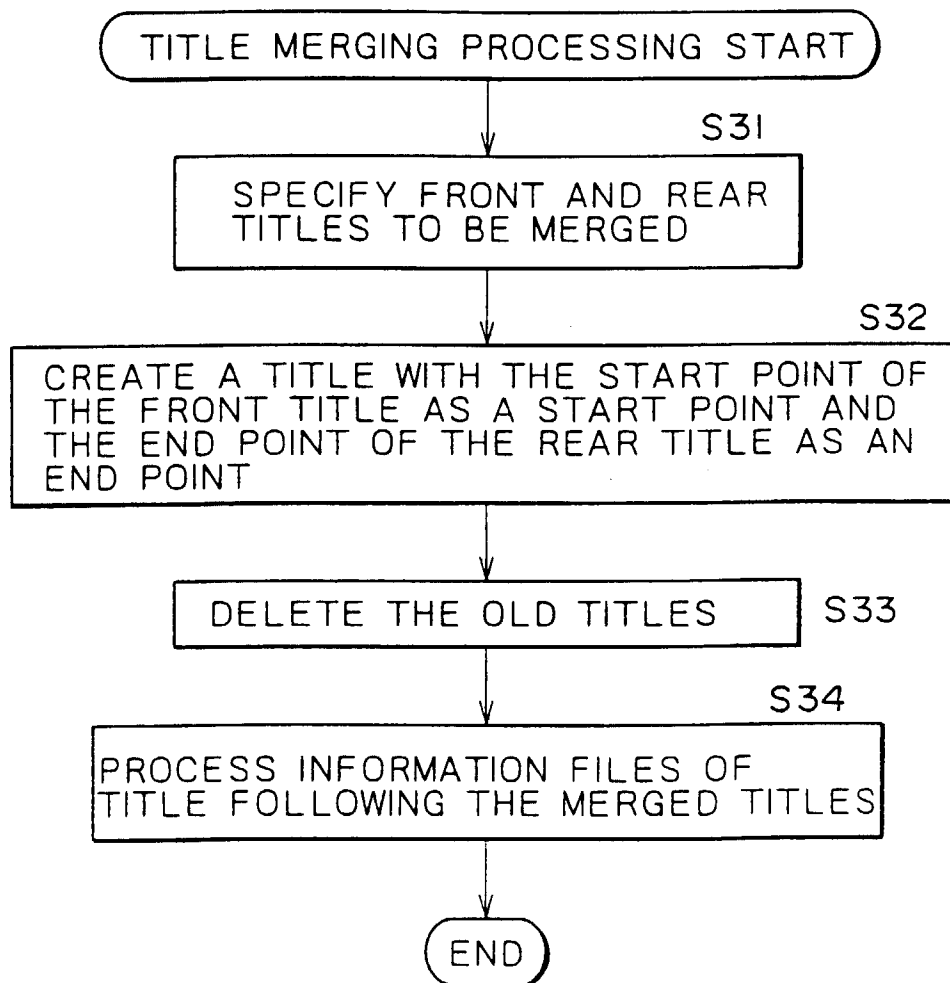 TITLE MERGING PROCESSING START
S31
SPECIFY FRONT AND REAR
TITLES TO BE MERGED
S32
CREATE A TITLE WITH THE START POINT OF
THE FRONT TITLE AS A START POINT AND
THE END POINT OF THE REAR TITLE AS AN
END POINT
DELETE THE OLD TITLES
S33
S34
PROCESS INFORMATION FILES OF
TITLE FOLLOWING THE MERGED TITLES
END